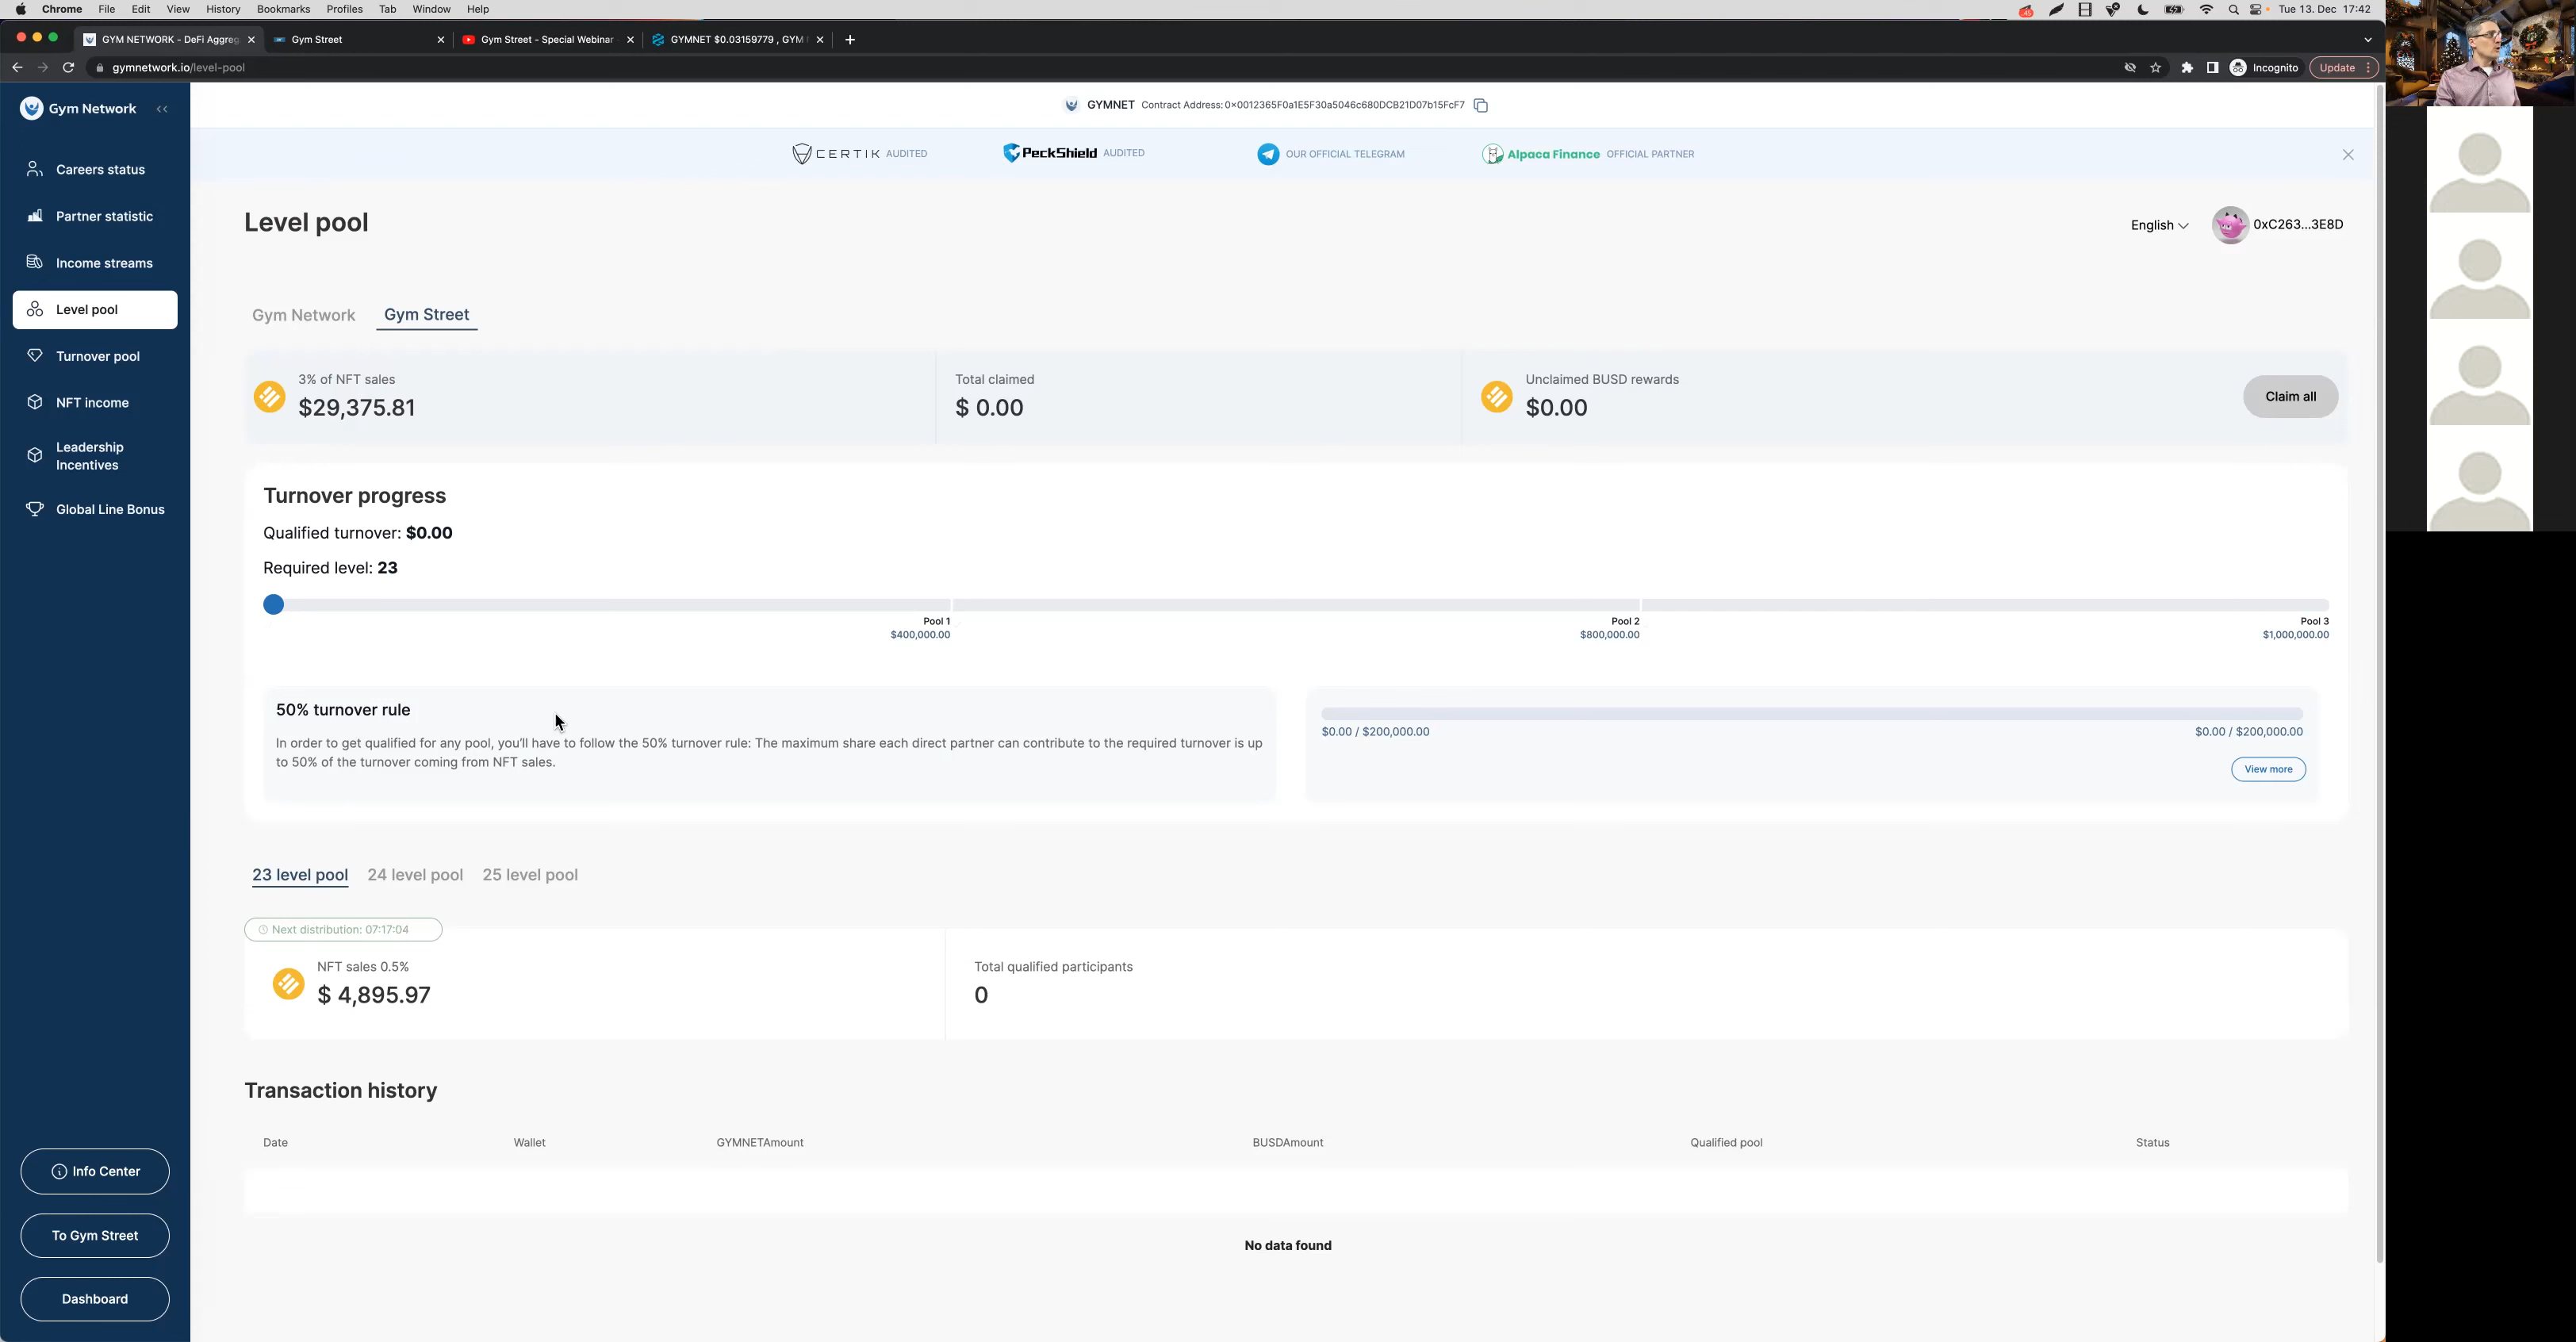 Chrome File Edit View History Bookmarks Profiles Tab Window Help
Tue 13. Dec 17:42
GYM NETWORK - DeFi Aggreg
Gym Street
Gym Street - Special Webinar
GYMNET $0.03159779 , GYM
gymnetwork.io/level-pool
Incognito
Update
Gym Network
GYMNET Contract Address: 0x0012365F0a1E5F30a5046c680DCB21D07b15FcF7
CERTIK AUDITED
PeckShield AUDITED
OUR OFFICIAL TELEGRAM
Alpaca Finance OFFICIAL PARTNER
Careers status
Partner statistic
Income streams
Level pool
Turnover pool
NFT income
Leadership
Incentives
Global Line Bonus
Info Center
To Gym Street
Dashboard
Level pool
English
0xC263...3E8D
Gym Network
Gym Street
3% of NFT sales
$29,375.81
Total claimed
$ 0.00
Unclaimed BUSD rewards
$0.00
Claim all
Turnover progress
Qualified turnover: $0.00
Required level: 23
Pool 1
$400,000.00
Pool 2
$800,000.00
Pool 3
$1,000,000.00
50% turnover rule
In order to get qualified for any pool, you'll have to follow the 50% turnover rule: The maximum share each direct partner can contribute to the required turnover is up
to 50% of the turnover coming from NFT sales.
$0.00 / $200,000.00
$0.00 / $200,000.00
View more
23 level pool
24 level pool
25 level pool
Next distribution: 07:17:04
NFT sales 0.5%
$ 4,895.97
Total qualified participants
0
Transaction history
Date
Wallet
GYMNETAmount
BUSDAmount
Qualified pool
Status
No data found